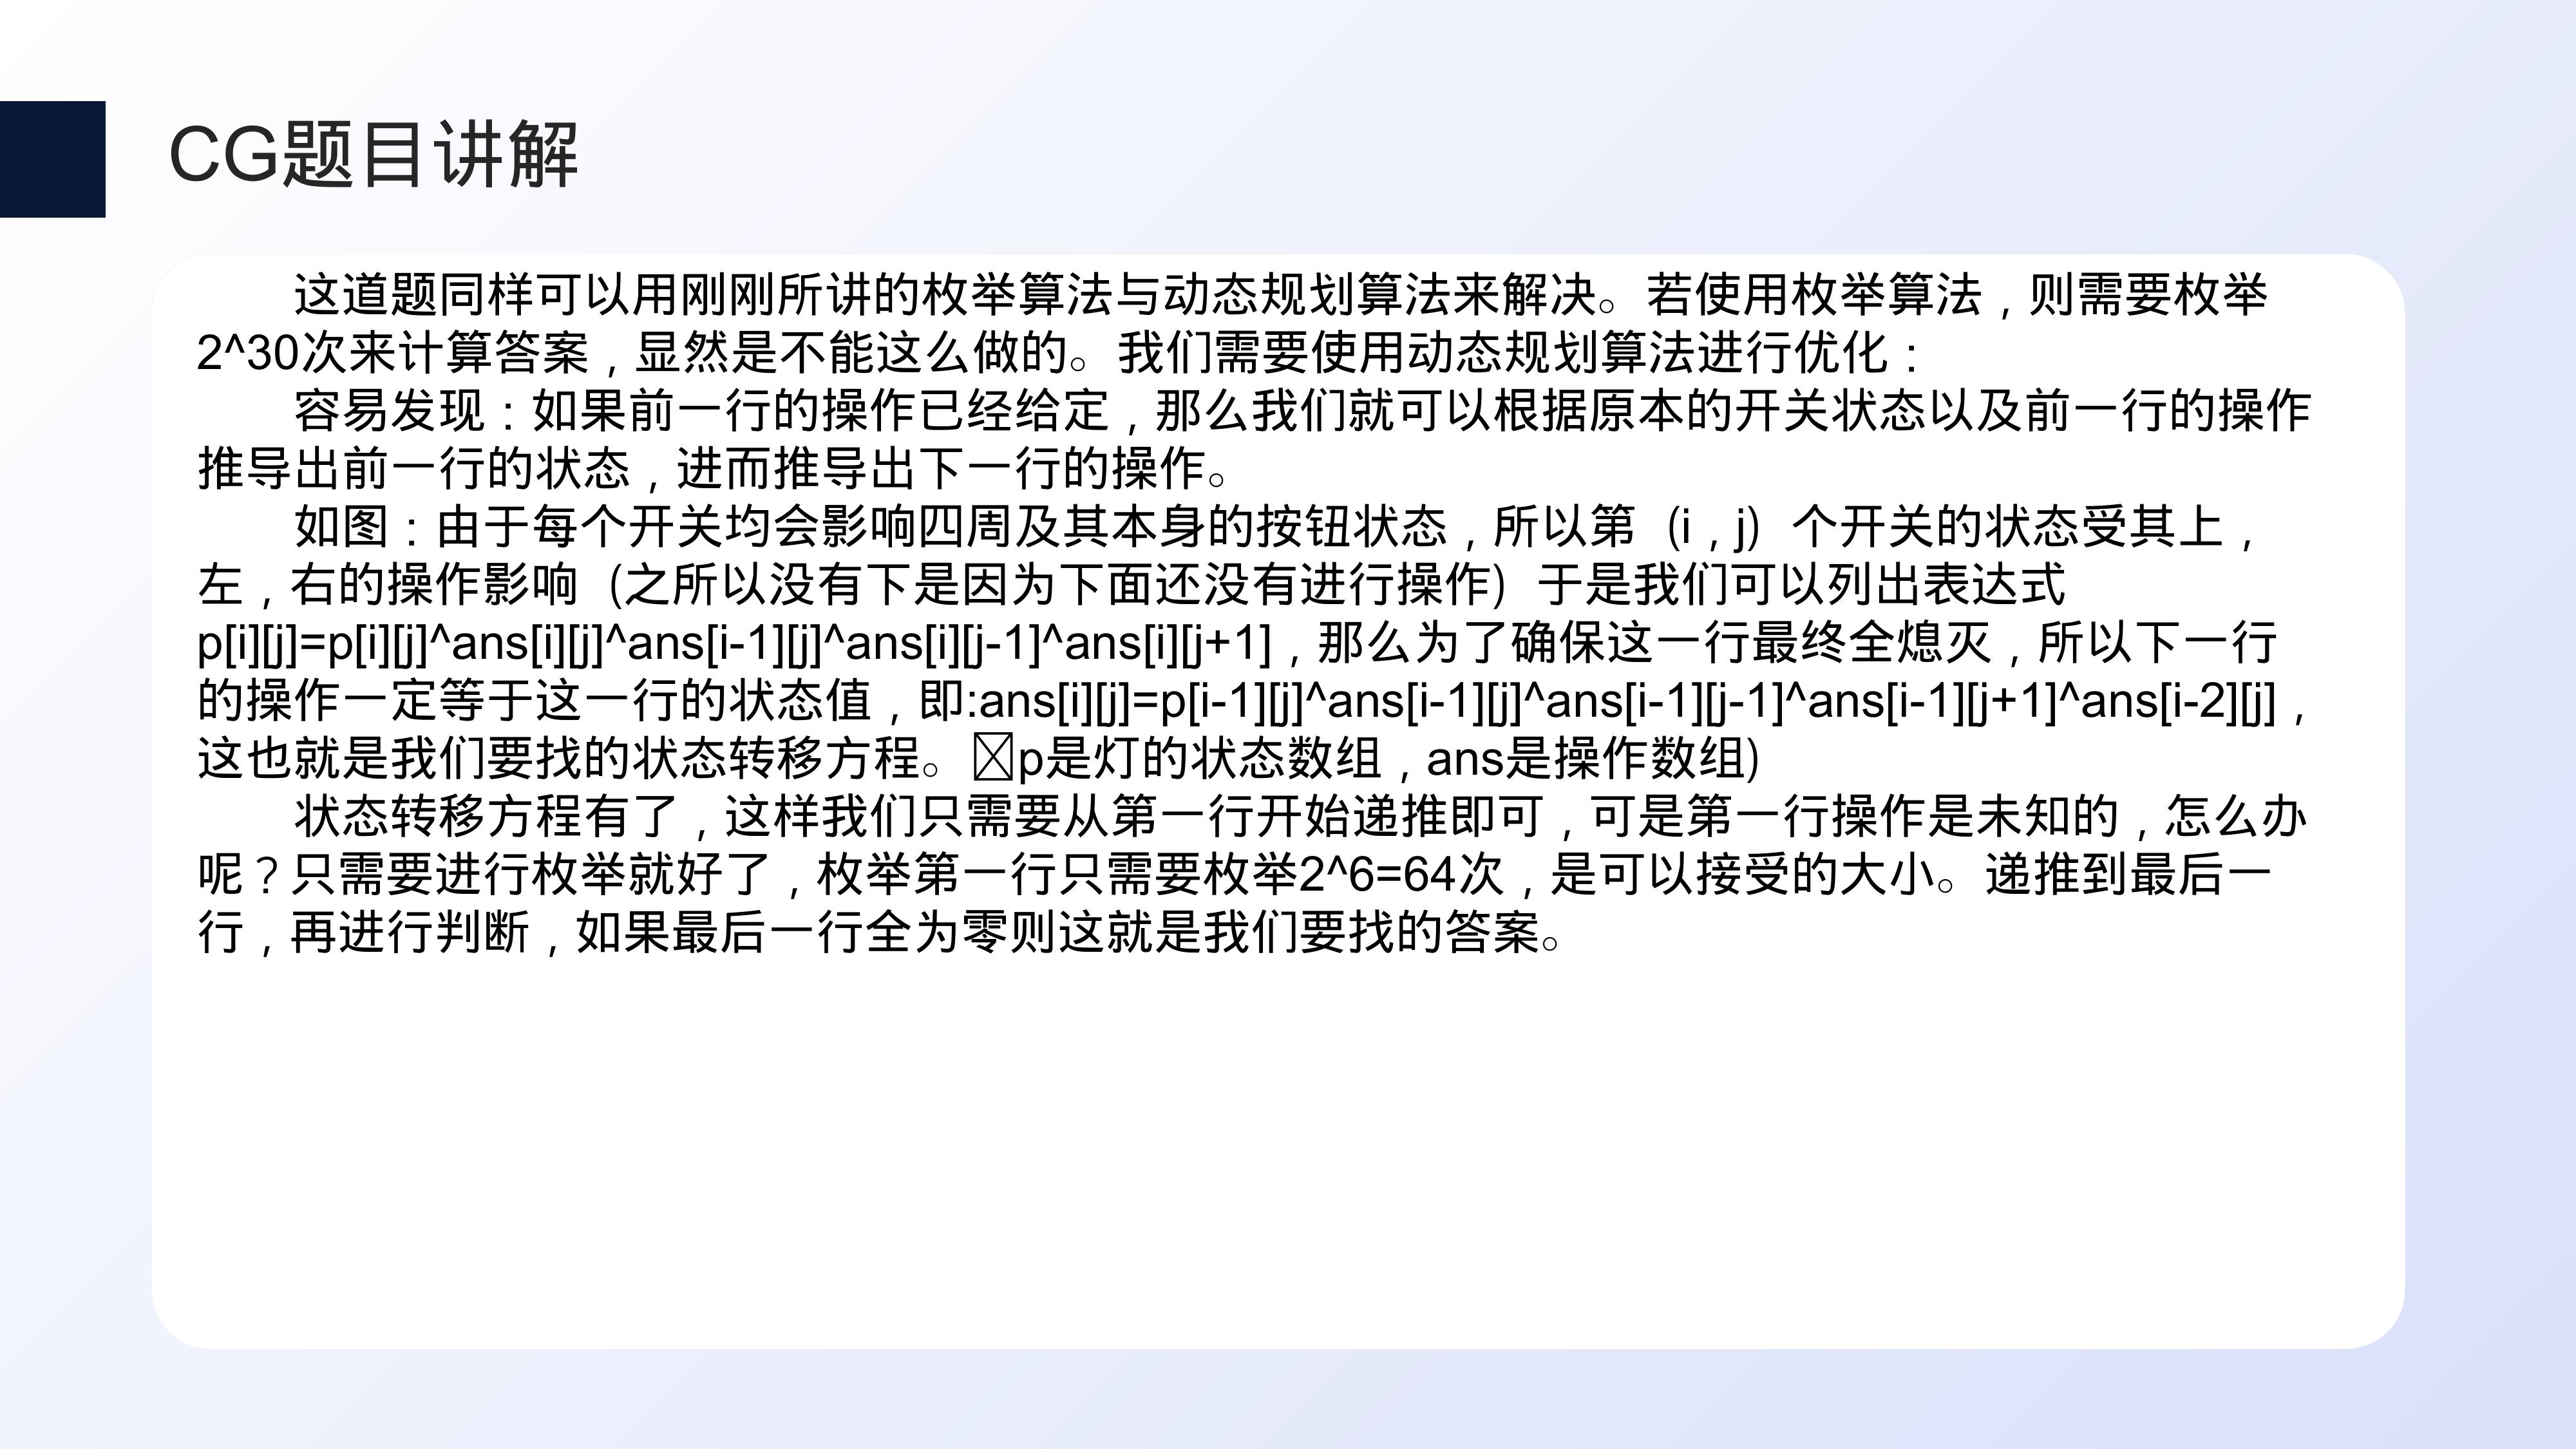 CG题目讲解
这道题同样可以用刚刚所讲的枚举算法与动态规划算法来解决。若使用枚举算法，则需要枚举
2^30次来计算答案，显然是不能这么做的。我们需要使用动态规划算法进行优化：
容易发现：如果前一行的操作已经给定，那么我们就可以根据原本的开关状态以及前一行的操作
推导出前一行的状态，进而推导出下一行的操作。
如图：由于每个开关均会影响四周及其本身的按钮状态，所以第（i，j）个开关的状态受其上，
左，右的操作影响（之所以没有下是因为下面还没有进行操作）于是我们可以列出表达式
p[i][j]=p[i][j]^ans[i][j]^ans[i-1][j]^ans[i][j-1]^ans[i][j+1]，那么为了确保这一行最终全熄灭，所以下一行
的操作一定等于这一行的状态值，即:ans[i][j]=p[i-1][j]^ans[i-1][j]^ans[i-1][j-1]^ans[i-1][j+1]^ans[i-2][j]，
这也就是我们要找的状态转移方程。p是灯的状态数组，ans是操作数组)
状态转移方程有了，这样我们只需要从第一行开始递推即可，可是第一行操作是未知的，怎么办
呢？只需要进行枚举就好了，枚举第一行只需要枚举2^6=64次，是可以接受的大小。递推到最后一
行，再进行判断，如果最后一行全为零则这就是我们要找的答案。